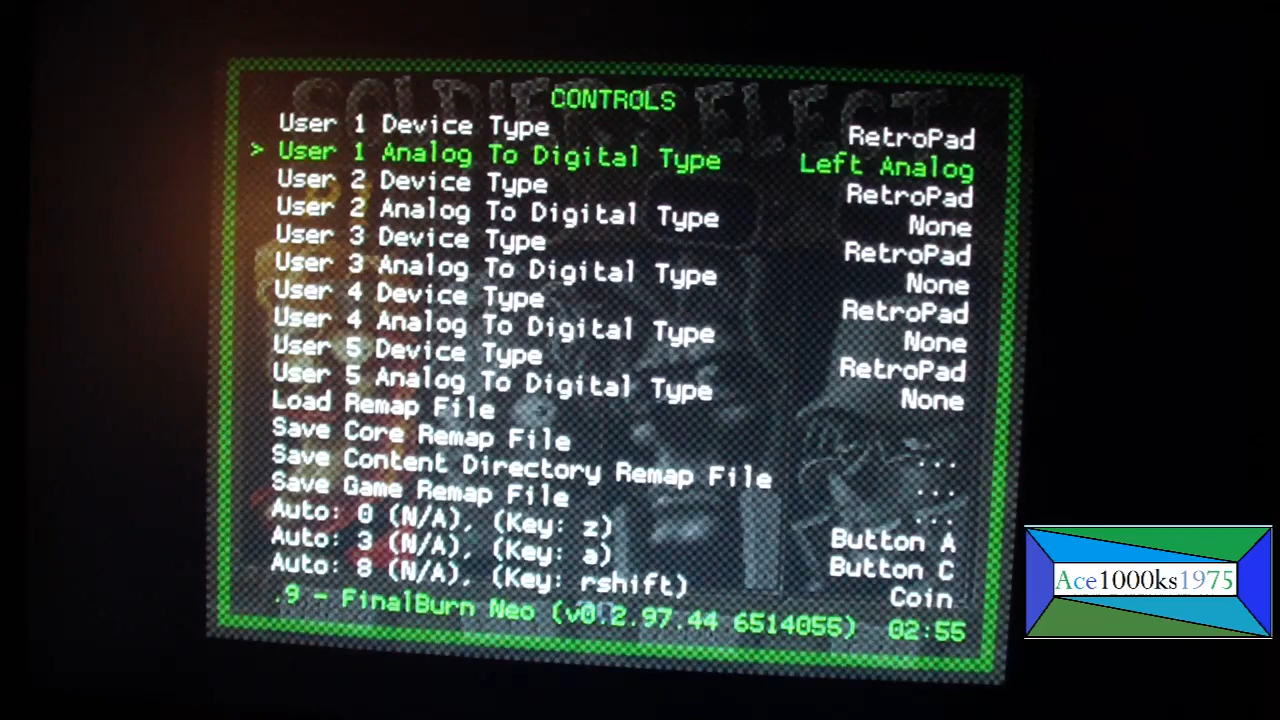 SOLDIER SELECT
CONTROLS
User 1 Device Type RetroPad
> User 1 Analog To Digital Type Left Analog
User 2 Device Type RetroPad
User 2 Analog To Digital Type None
User 3 Device Type RetroPad
User 3 Analog To Digital Type None
User 4 Device Type RetroPad
User 4 Analog To Digital Type None
User 5 Device Type RetroPad
User 5 Analog To Digital Type None
Load Remap File
Save Core Remap File ...
Save Content Directory Remap File ...
Save Game Remap File ...
Auto: 0 (N/A), (Key: z) Button A
Auto: 3 (N/A), (Key: a) Button C
Auto: 8 (N/A), (Key: rshift) Coin
.9 - FinalBurn Neo (v0.2.97.44 6514055) 02:55
Ace1000ks1975